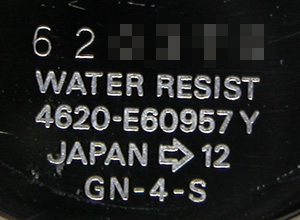 6 2
WATER RESIST
4620-E60957 Y
JAPAN ⇨ 12
GN-4-S